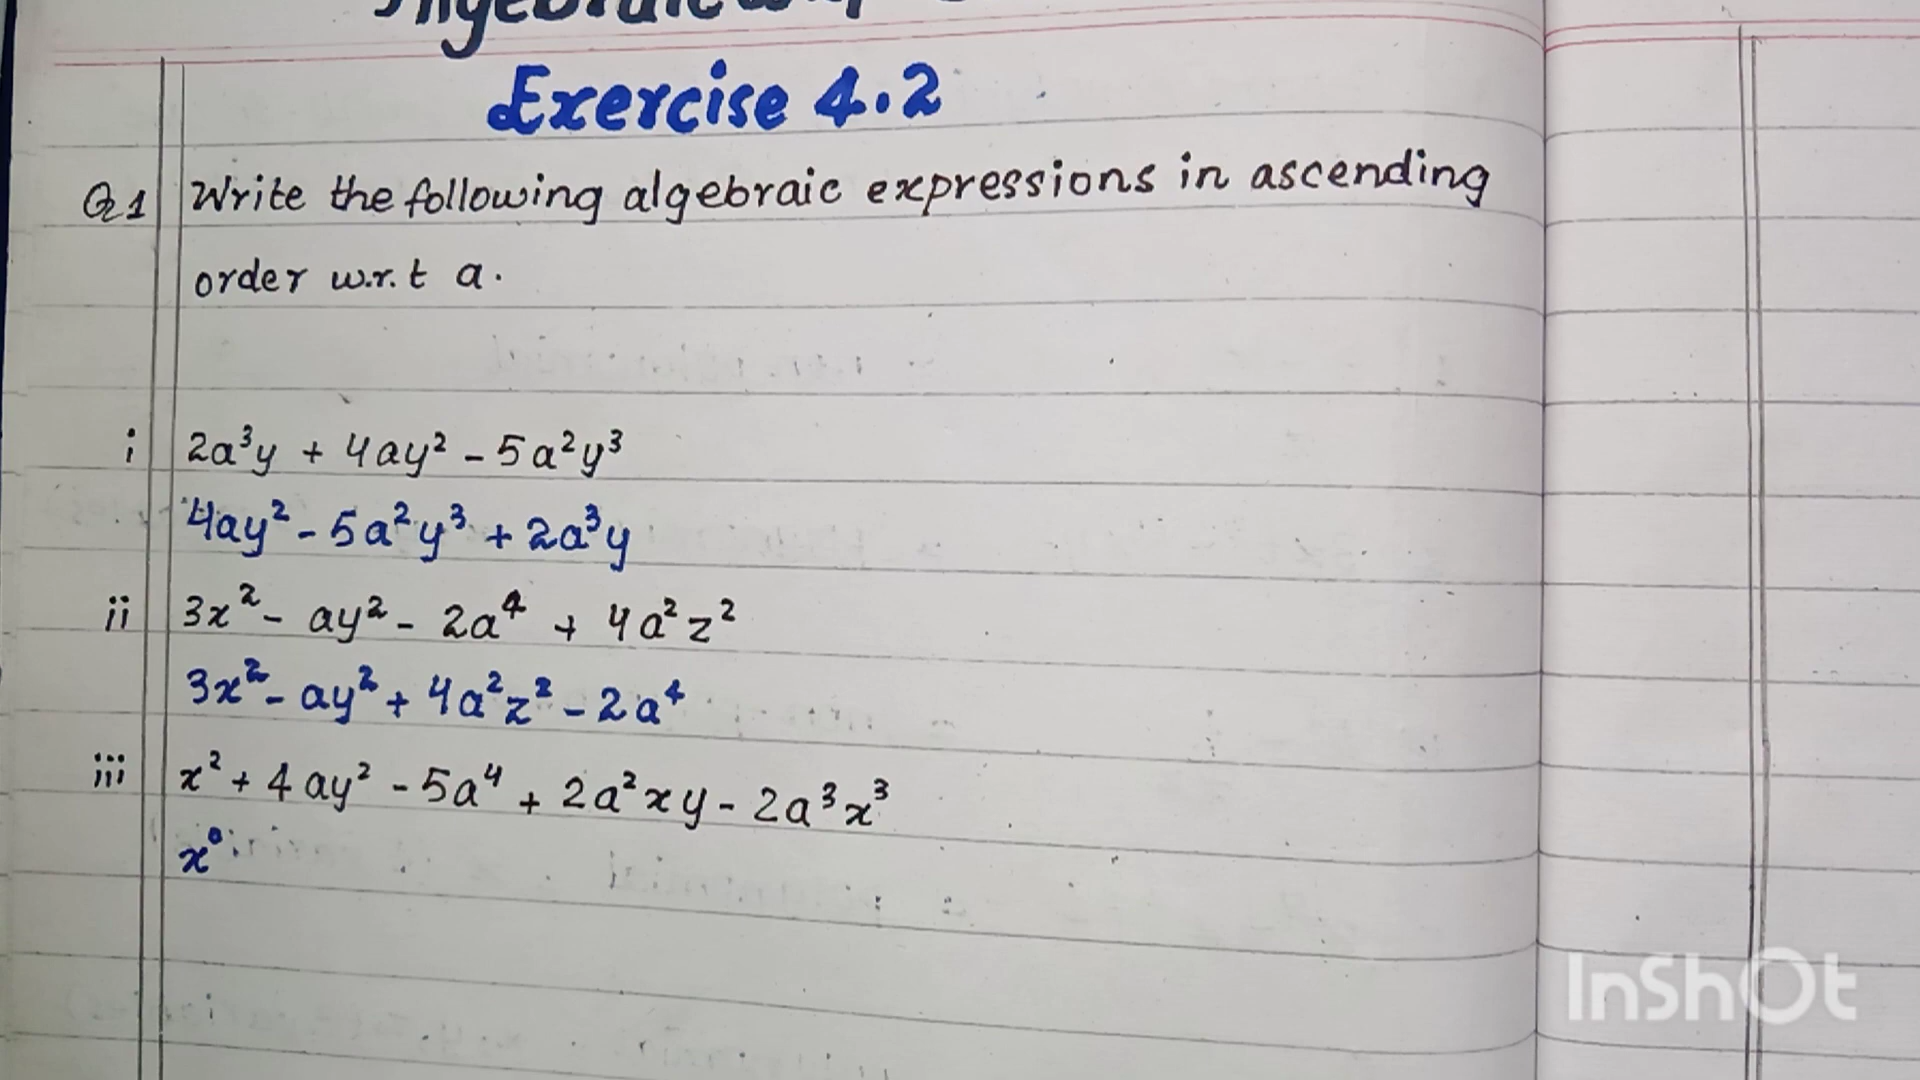 Exercise 4.2
Q1 Write the following algebraic expressions in ascending
order w.r.t a.
i 2a³y + 4ay² - 5a²y³
4ay² - 5a²y³ + 2a³y
ii 3x² - ay² - 2a⁴ + 4a²z²
3x² - ay² + 4a²z² - 2a⁴
iii x² + 4ay² - 5a⁴ + 2a²xy - 2a³x³
x⁰
InShOt